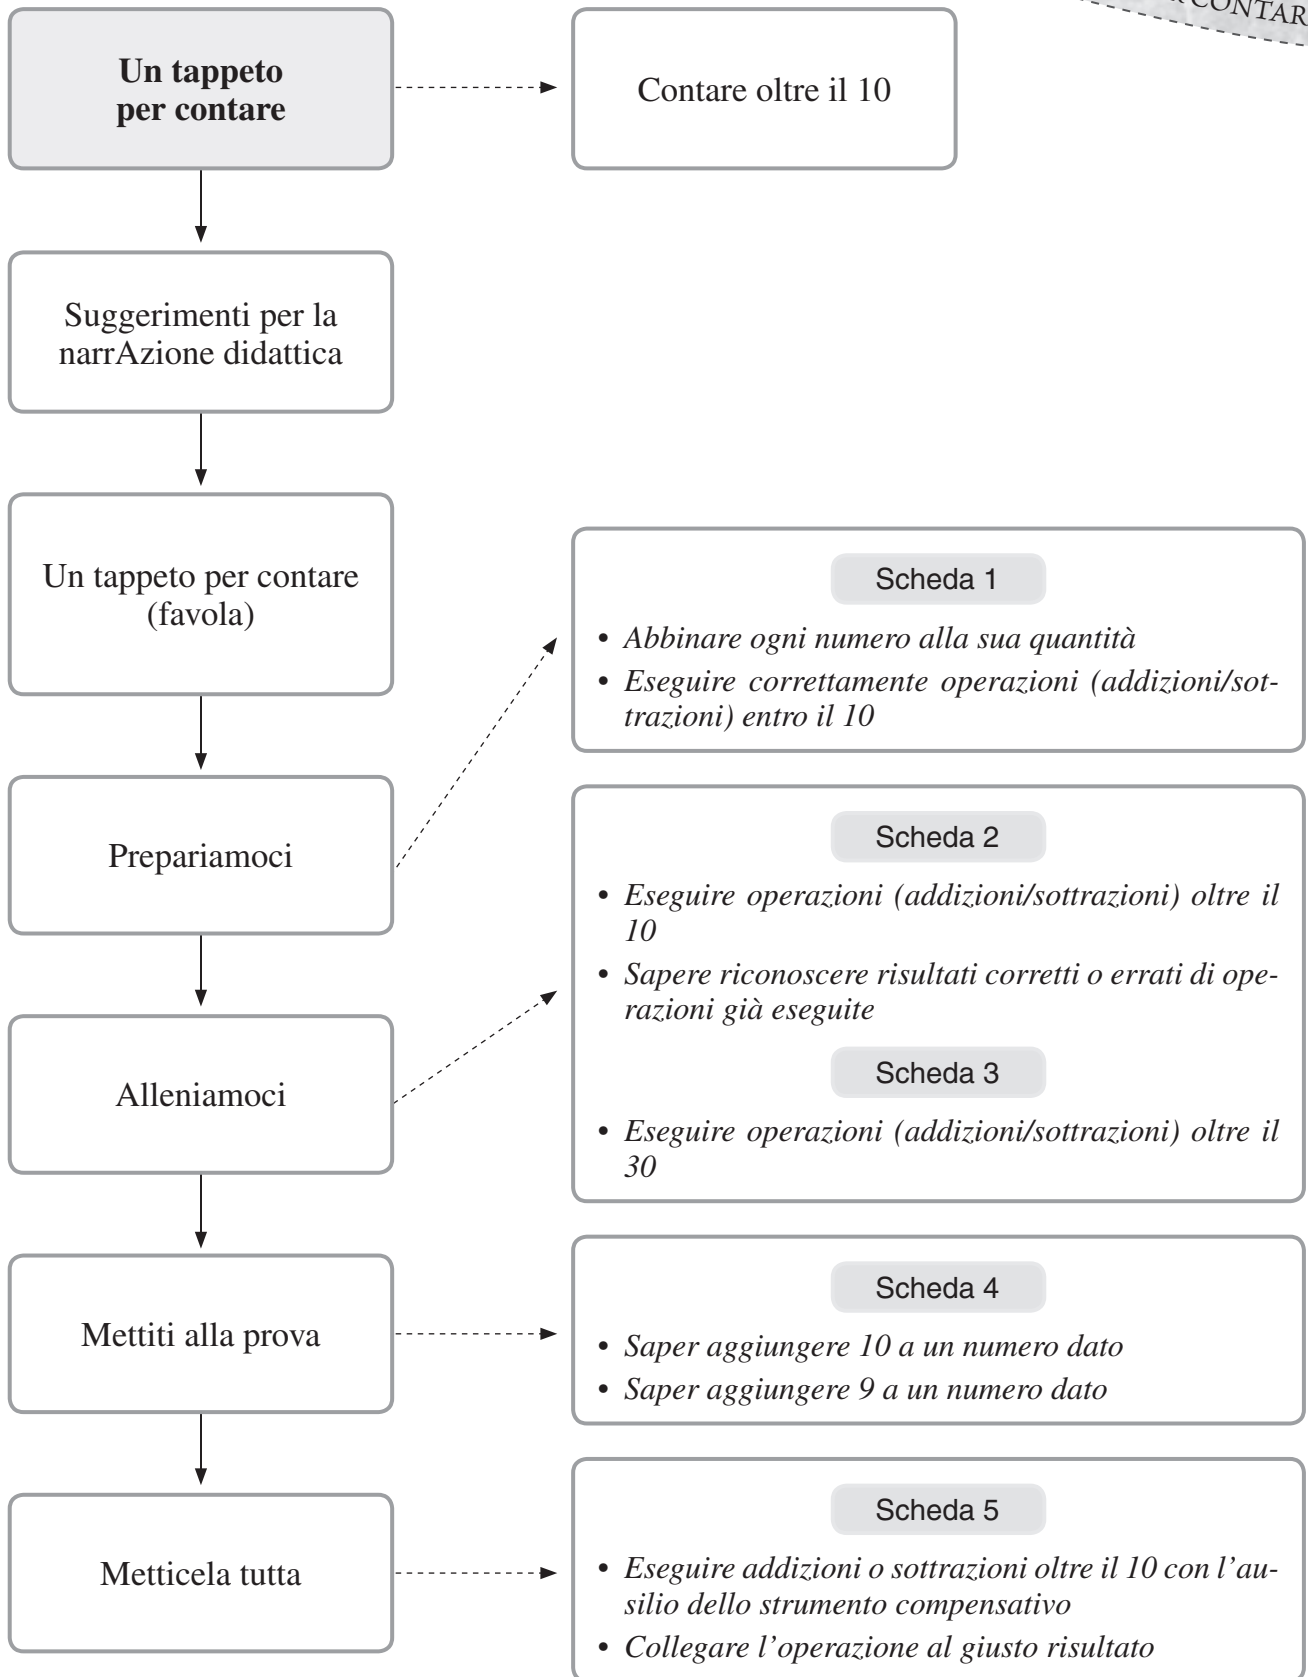 CONTAR
Un tappeto
per contare
Contare oltre il 10
Suggerimenti per la
narrAzione didattica
Un tappeto per contare
(favola)
Prepariamoci
Scheda 1
• Abbinare ogni numero alla sua quantità
• Eseguire correttamente operazioni (addizioni/sot-
trazioni) entro il 10
Alleniamoci
Scheda 2
• Eseguire operazioni (addizioni/sottrazioni) oltre il
10
• Sapere riconoscere risultati corretti o errati di ope-
razioni già eseguite
Scheda 3
• Eseguire operazioni (addizioni/sottrazioni) oltre il
30
Mettiti alla prova
Scheda 4
• Saper aggiungere 10 a un numero dato
• Saper aggiungere 9 a un numero dato
Metticela tutta
Scheda 5
• Eseguire addizioni o sottrazioni oltre il 10 con l'au-
silio dello strumento compensativo
• Collegare l'operazione al giusto risultato